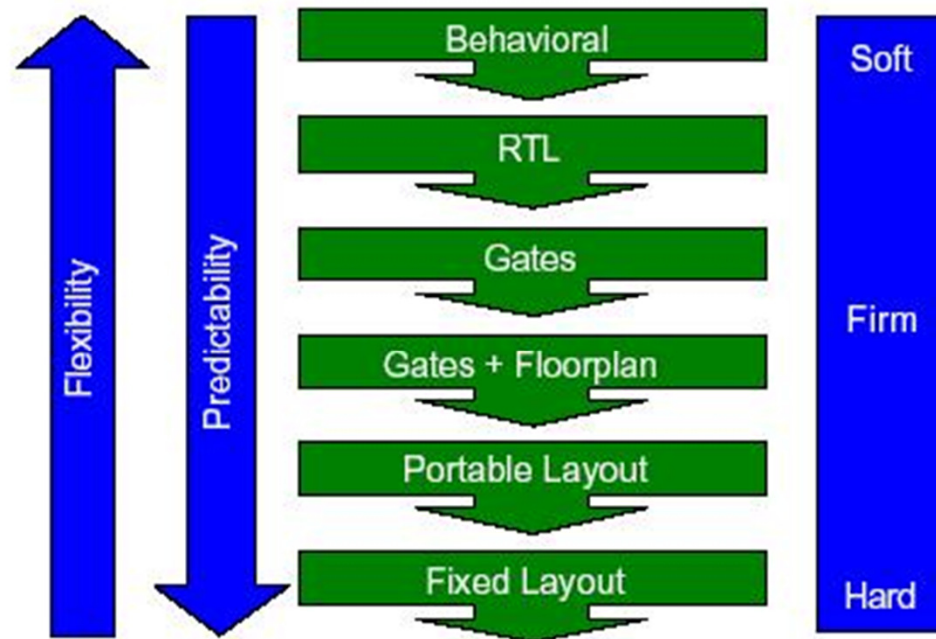 Flexibility
Predictability
Behavioral
RTL
Gates
Gates + Floorplan
Portable Layout
Fixed Layout
Soft
Firm
Hard